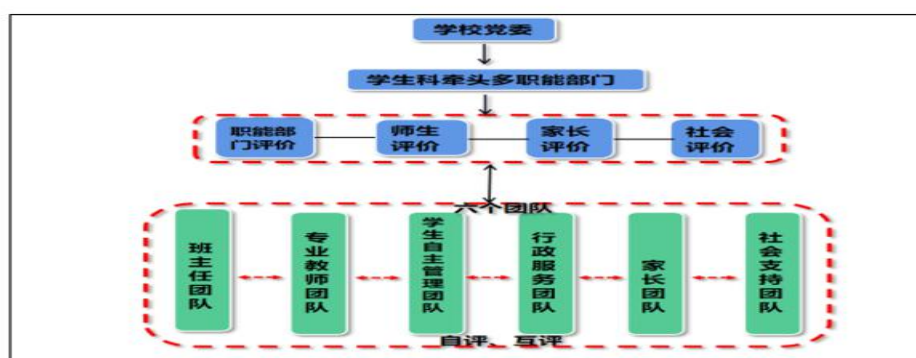 学校党委
学生科牵头多职能部门
职能部
门评价
师生
评价
家长
评价
社会
评价
六个团队
班主任团队
专业教师团队
学生自主管理团队
行政服务团队
家长团队
社会支持团队
自评、互评